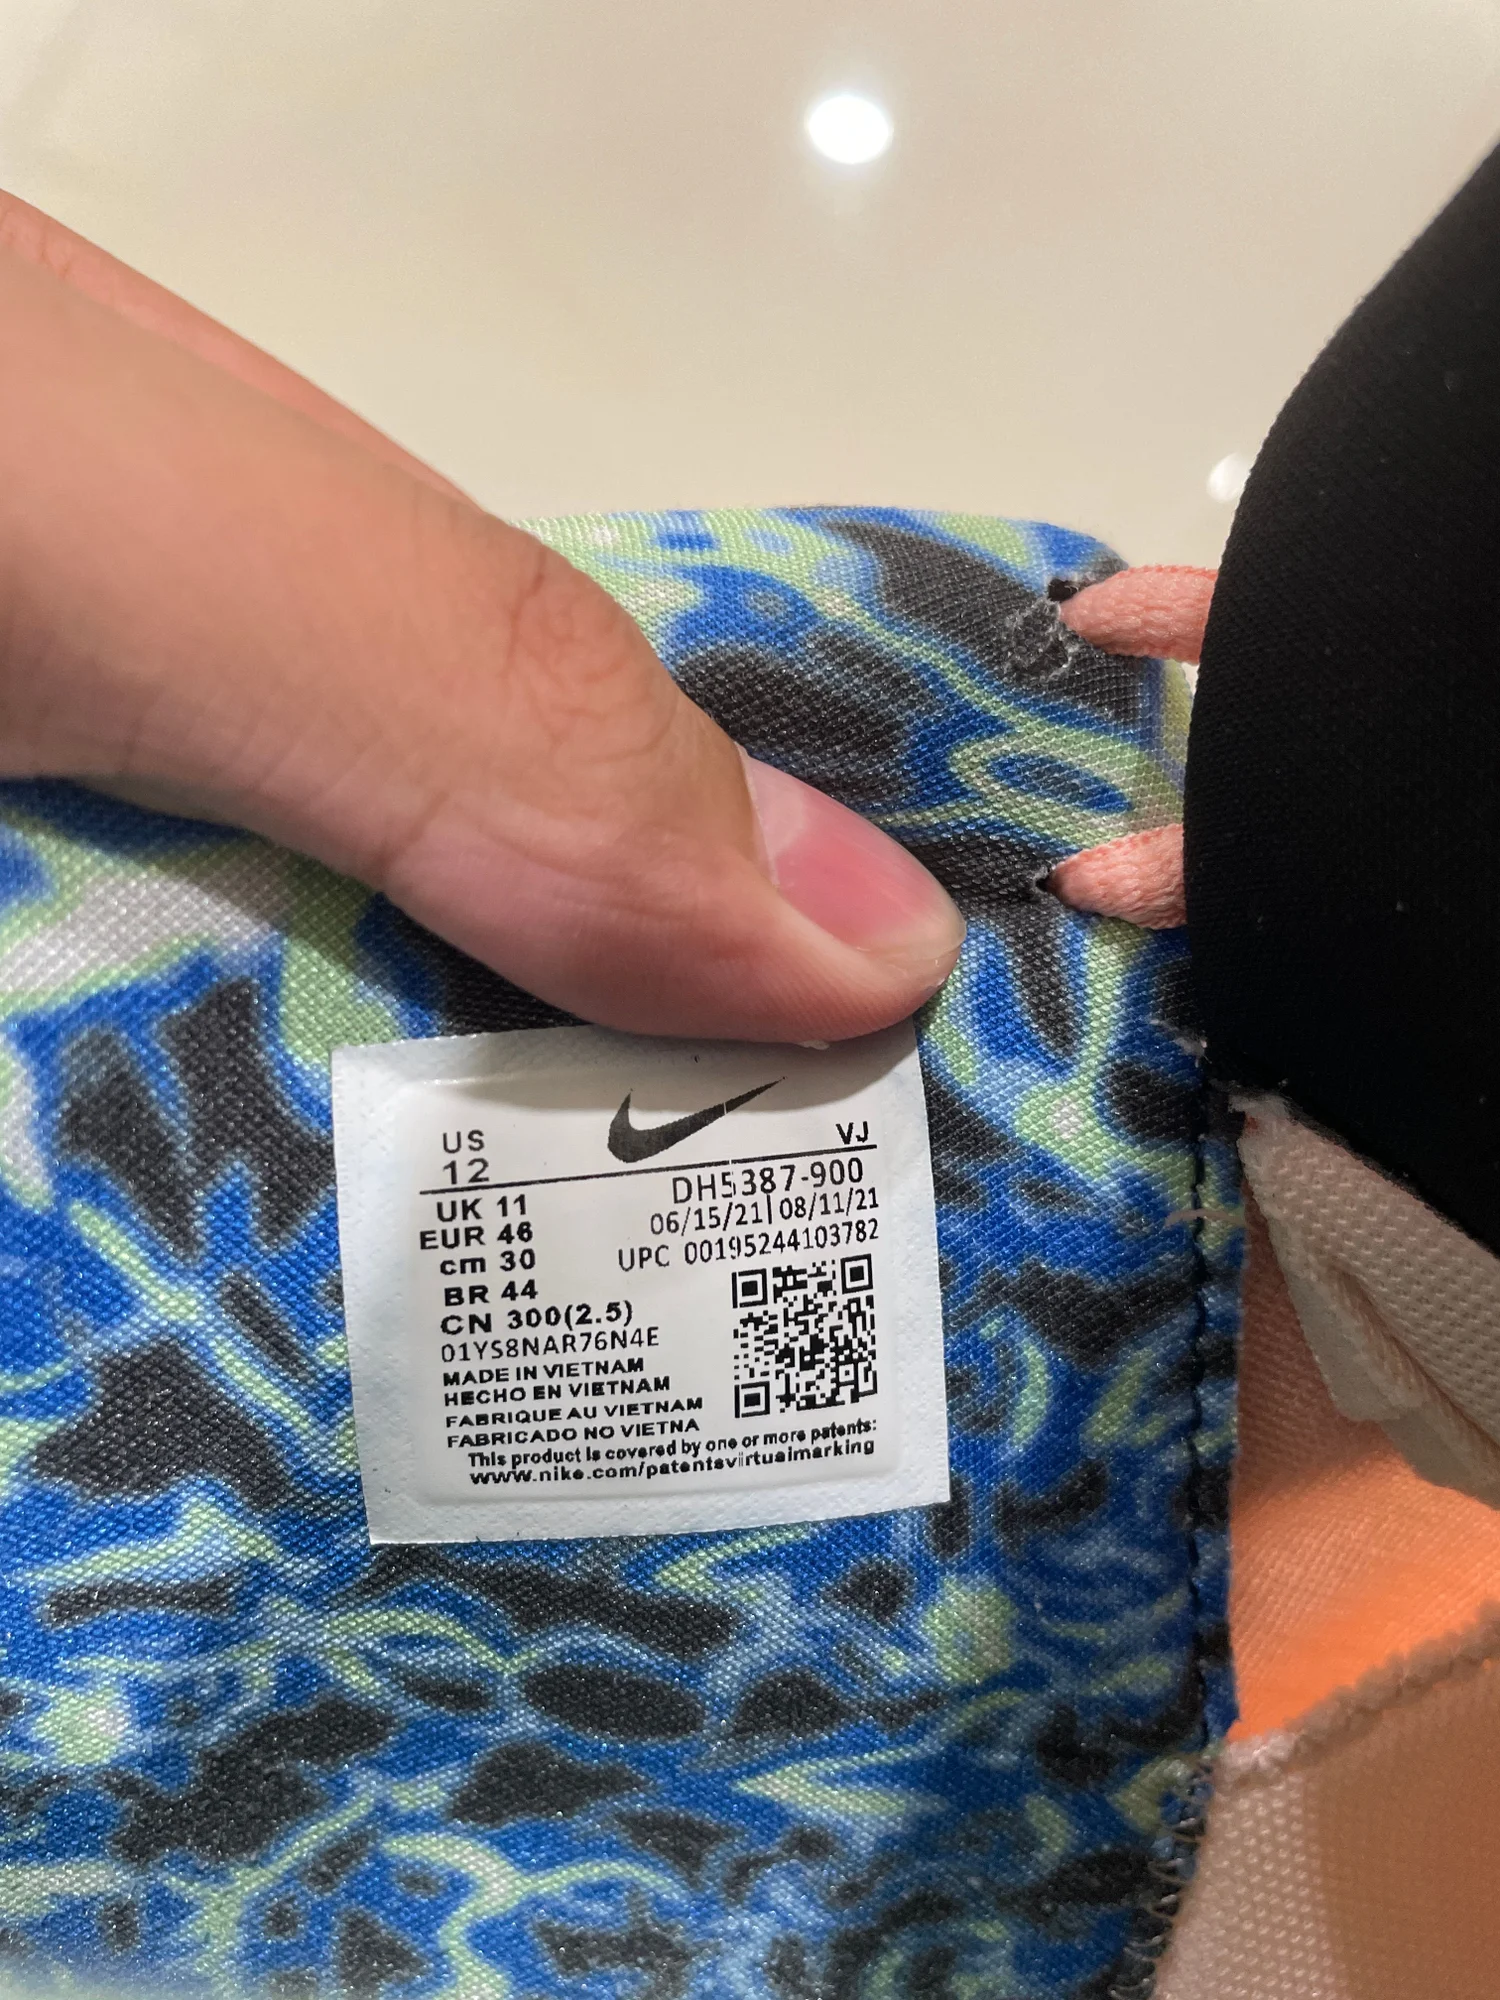 US
12
VJ
UK 11
EUR 46
cm 30
BR 44
CN 300(2.5)
01YS8NAR76N4E
DH5387-900
06/15/21| 08/11/21
UPC 00195244103782
MADE IN VIETNAM
HECHO EN VIETNAM
FABRIQUE AU VIETNAM
FABRICADO NO VIETNA
This product is covered by one or more patents:
www.nike.com/patentsvirtualmarking